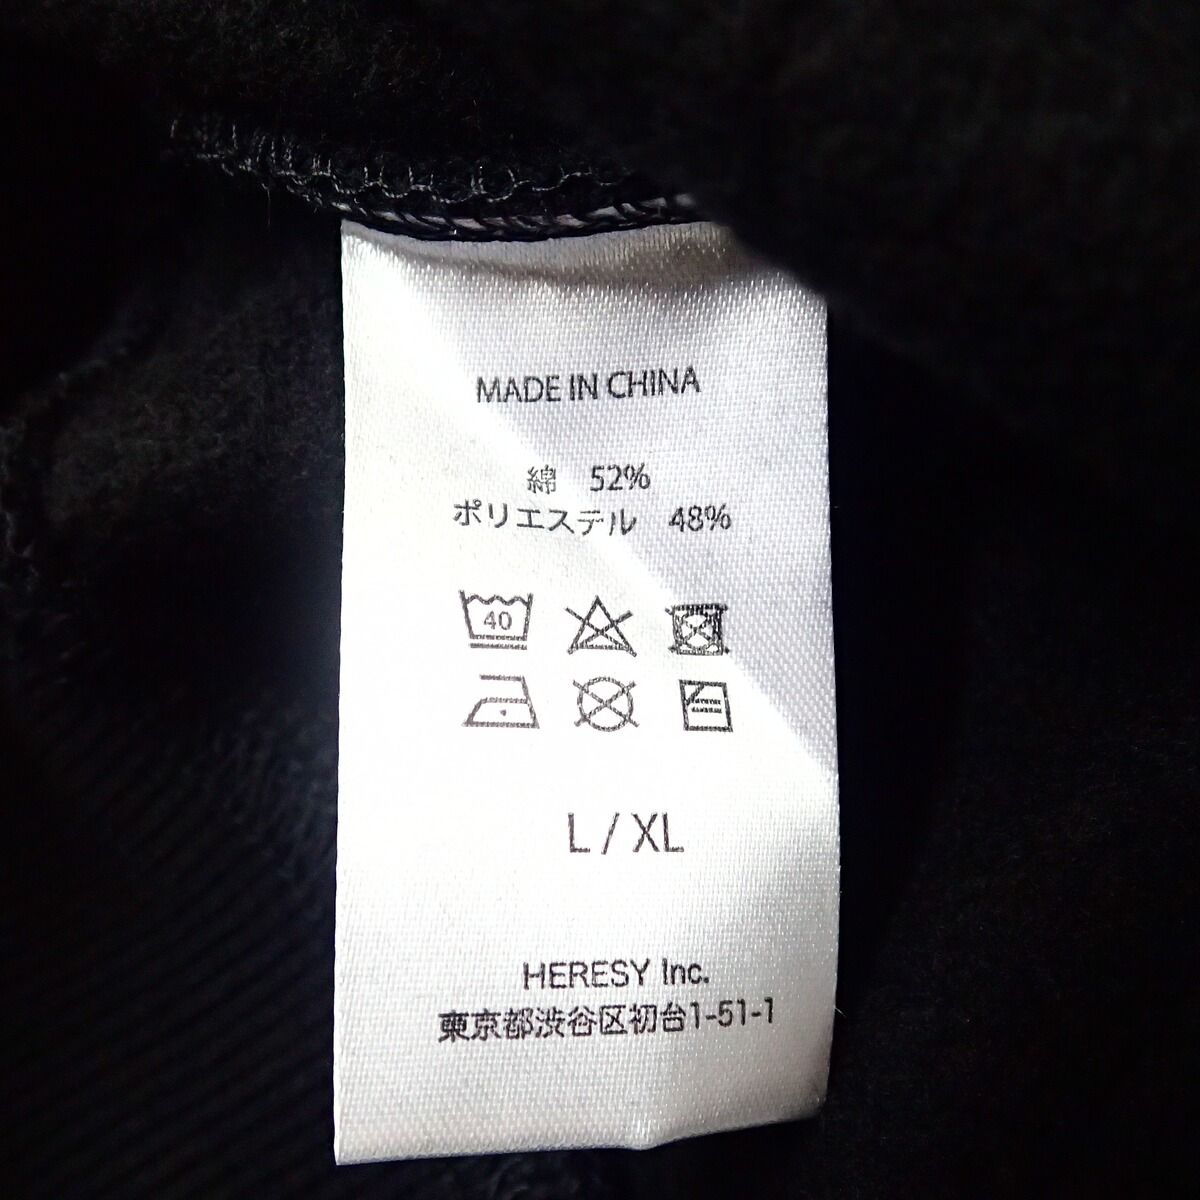 MADE IN CHINA
綿 52%
ポリエステル 48%
40
L / XL
HERESY Inc.
東京都渋谷区初台1-51-1